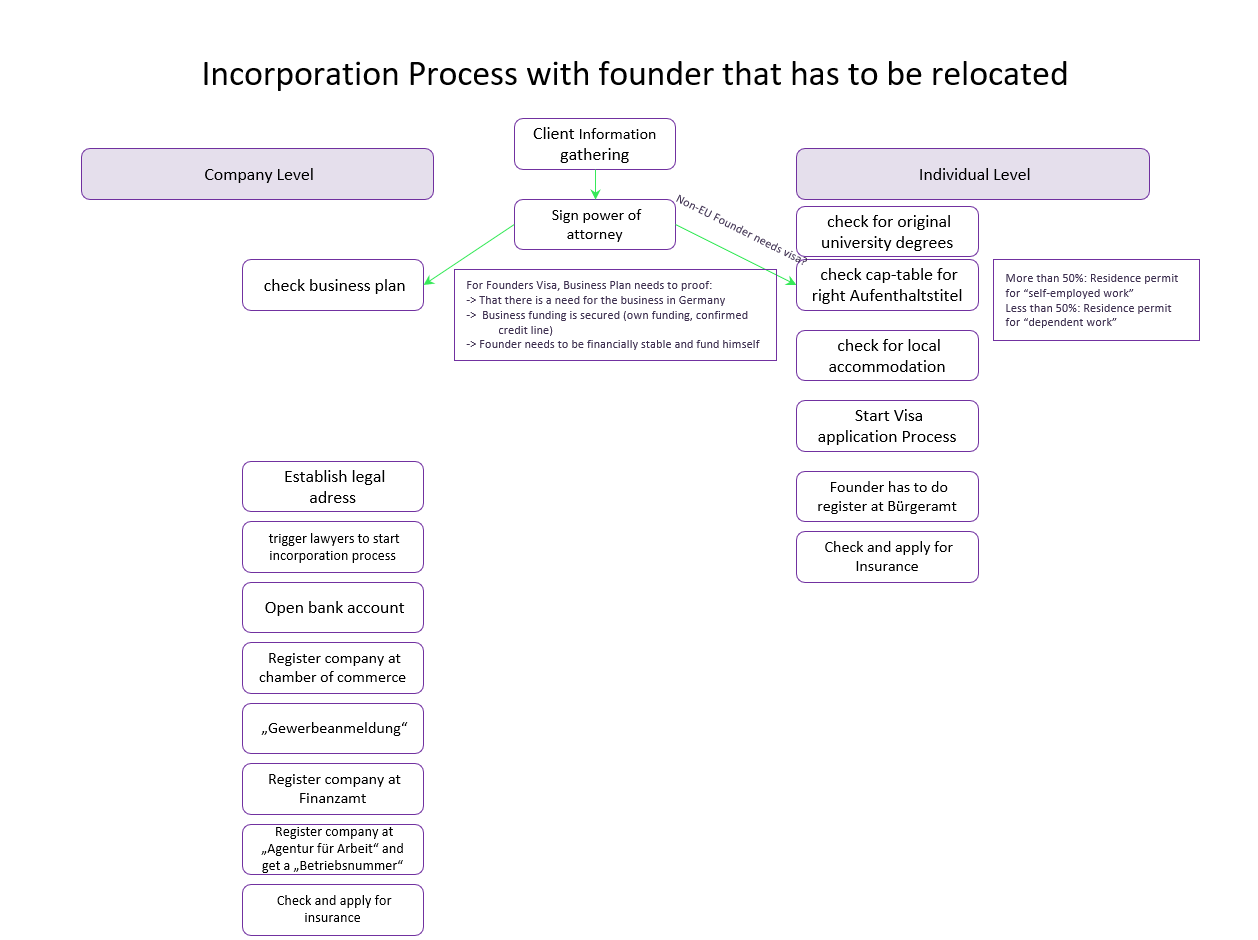 Incorporation Process with founder that has to be relocated
Client Information
gathering
Company Level
Individual Level
Sign power of
attorney
Non-EU Founder needs visa?
check for original
university degrees
check business plan
For Founders Visa, Business Plan needs to proof:
-> That there is a need for the business in Germany
-> Business funding is secured (own funding, confirmed
credit line)
-> Founder needs to be financially stable and fund himself
check cap-table for
right Aufenthaltstitel
More than 50%: Residence permit
for “self-employed work”
Less than 50%: Residence permit
for “dependent work”
check for local
accommodation
Start Visa
application Process
Founder has to do
register at Bürgeramt
Check and apply for
Insurance
Establish legal
adress
trigger lawyers to start
incorporation process
Open bank account
Register company at
chamber of commerce
„Gewerbeanmeldung“
Register company at
Finanzamt
Register company at
„Agentur für Arbeit“ and
get a „Betriebsnummer“
Check and apply for
insurance